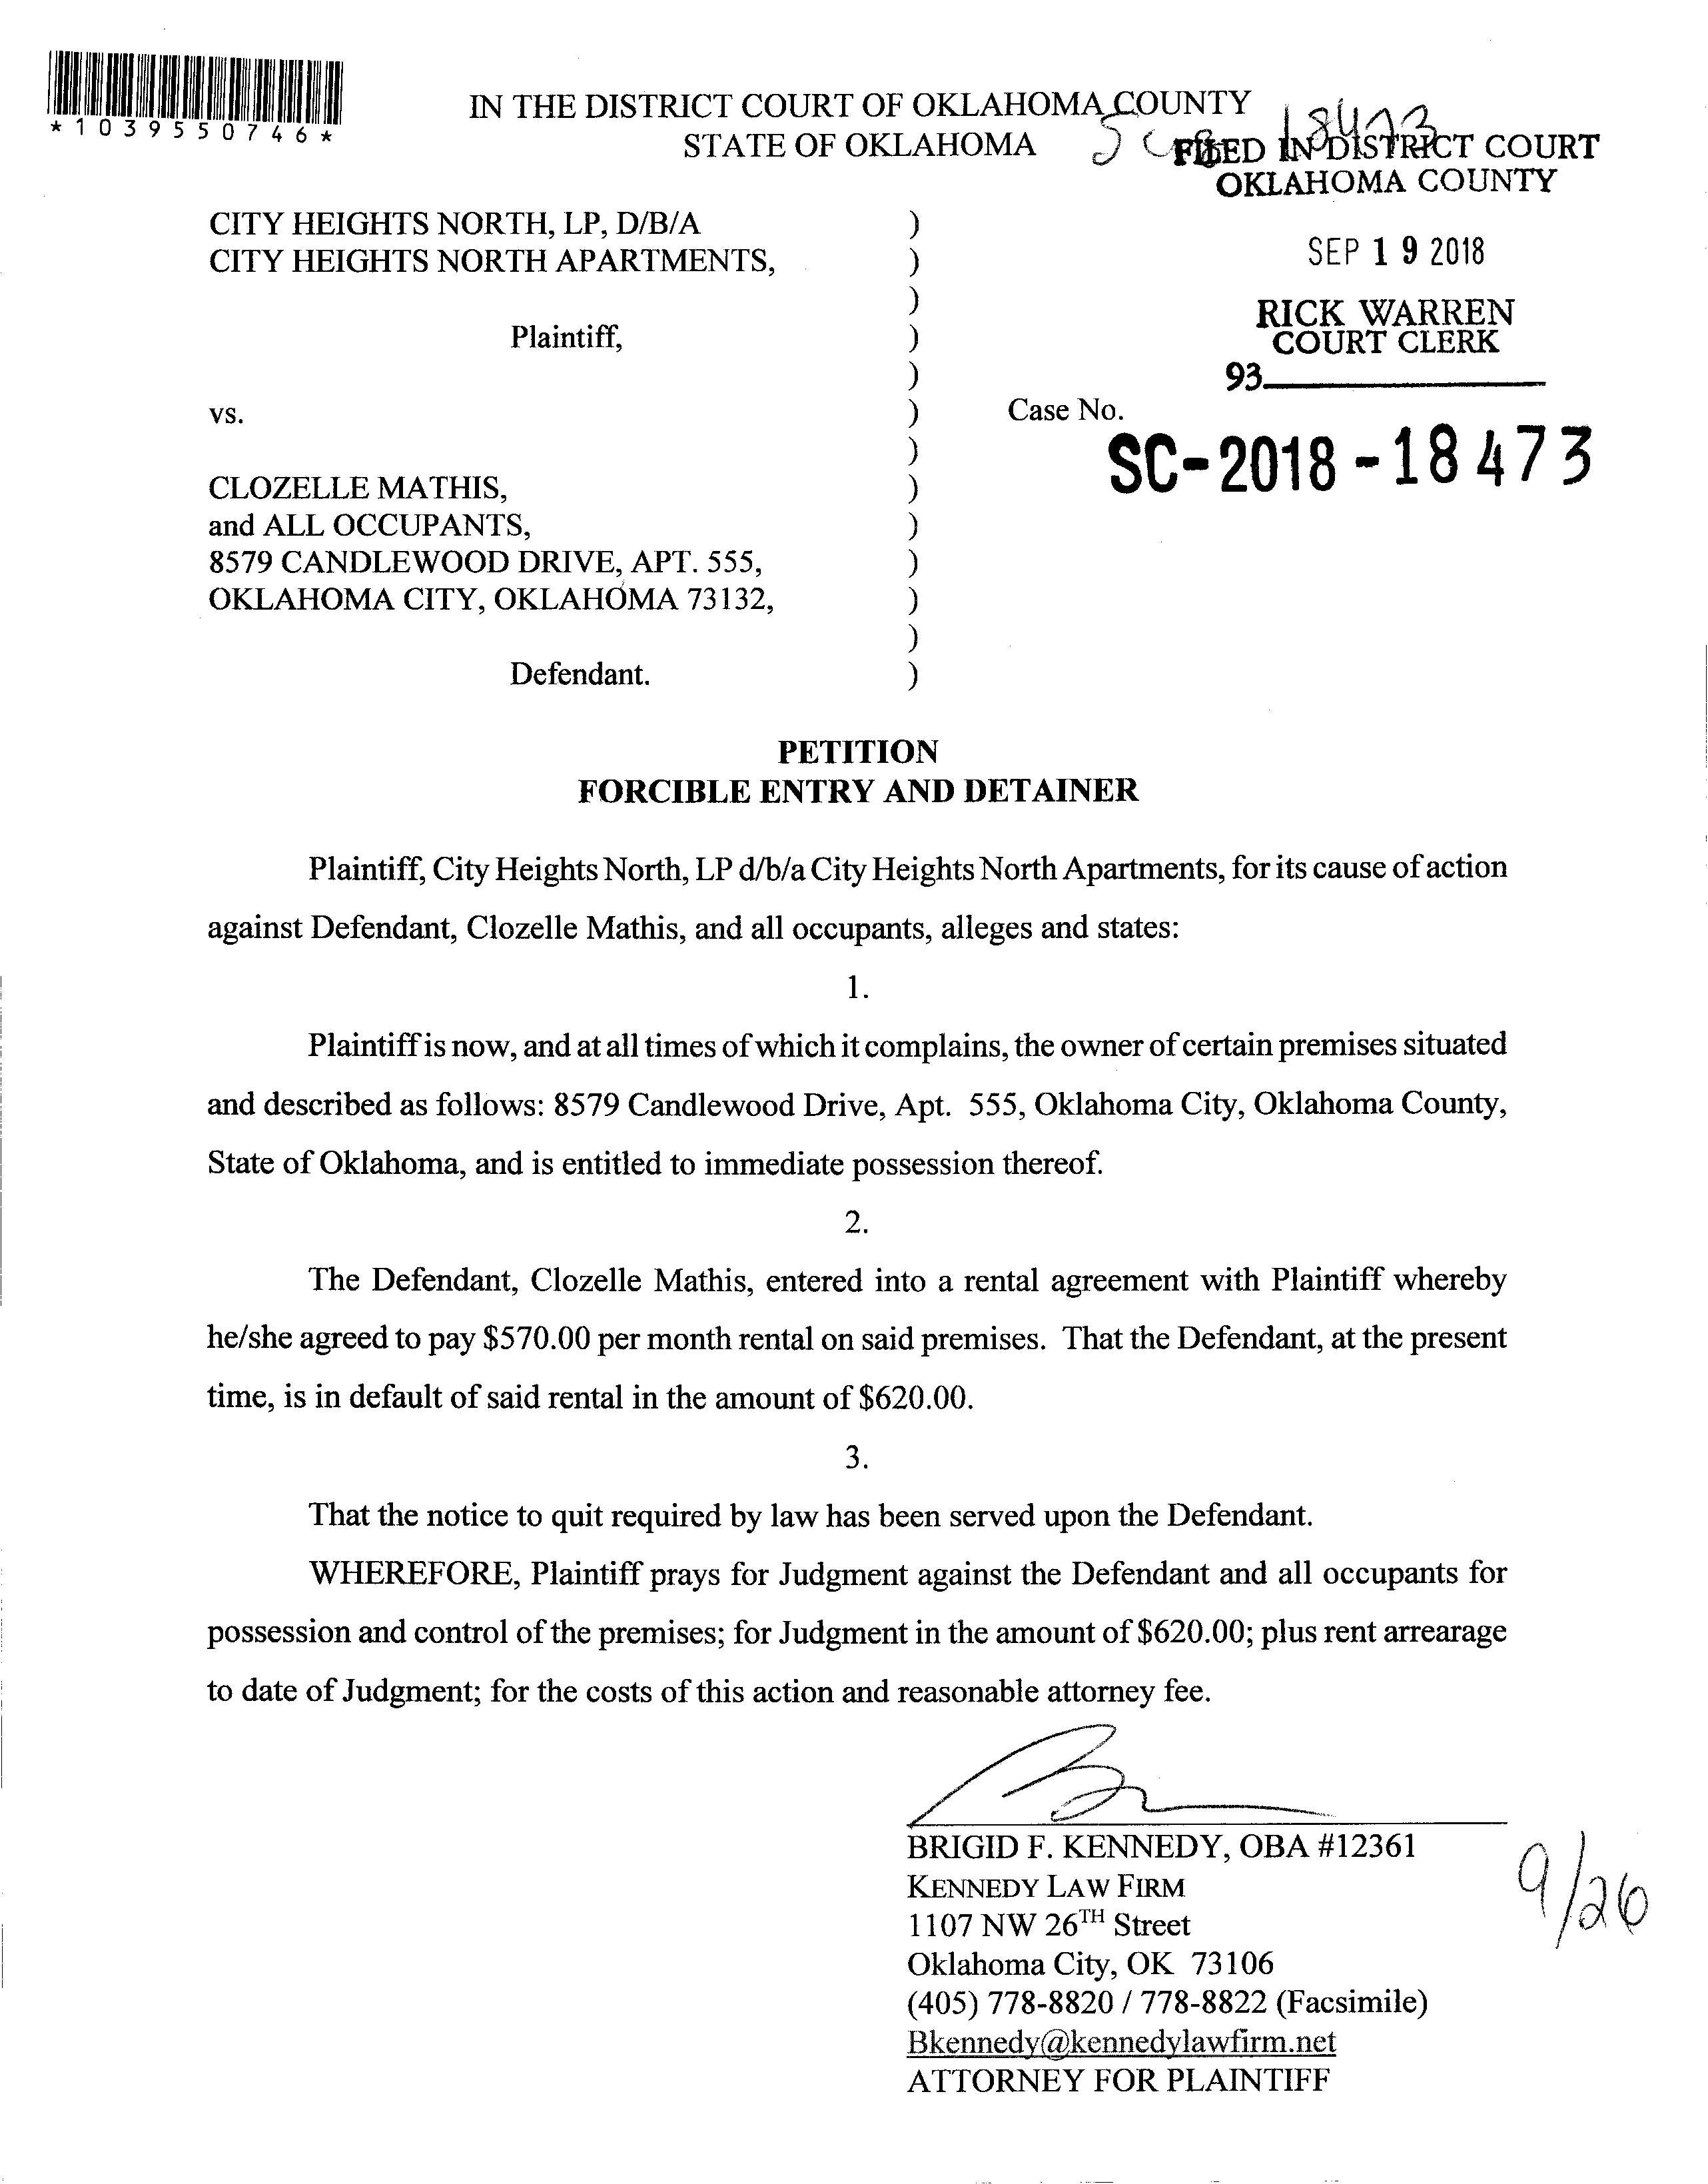 *1039550746*
IN THE DISTRICT COURT OF OKLAHOMA COUNTY
STATE OF OKLAHOMA
18473
FILED IN DISTRICT COURT
OKLAHOMA COUNTY
SEP 19 2018
RICK WARREN
COURT CLERK
93
CITY HEIGHTS NORTH, LP, D/B/A )
CITY HEIGHTS NORTH APARTMENTS, )
)
Plaintiff, )
)
vs. ) Case No.
) SC-2018-18473
CLOZELLE MATHIS, )
and ALL OCCUPANTS, )
8579 CANDLEWOOD DRIVE, APT. 555, )
OKLAHOMA CITY, OKLAHOMA 73132, )
)
Defendant. )
PETITION
FORCIBLE ENTRY AND DETAINER
Plaintiff, City Heights North, LP d/b/a City Heights North Apartments, for its cause of action
against Defendant, Clozelle Mathis, and all occupants, alleges and states:
1.
Plaintiff is now, and at all times of which it complains, the owner of certain premises situated
and described as follows: 8579 Candlewood Drive, Apt. 555, Oklahoma City, Oklahoma County,
State of Oklahoma, and is entitled to immediate possession thereof.
2.
The Defendant, Clozelle Mathis, entered into a rental agreement with Plaintiff whereby
he/she agreed to pay $570.00 per month rental on said premises. That the Defendant, at the present
time, is in default of said rental in the amount of $620.00.
3.
That the notice to quit required by law has been served upon the Defendant.
WHEREFORE, Plaintiff prays for Judgment against the Defendant and all occupants for
possession and control of the premises; for Judgment in the amount of $620.00; plus rent arrearage
to date of Judgment; for the costs of this action and reasonable attorney fee.
BRIGID F. KENNEDY, OBA #12361
KENNEDY LAW FIRM
1107 NW 26TH Street
Oklahoma City, OK 73106
(405) 778-8820 / 778-8822 (Facsimile)
Bkennedy@kennedylawfirm.net
ATTORNEY FOR PLAINTIFF
9/26